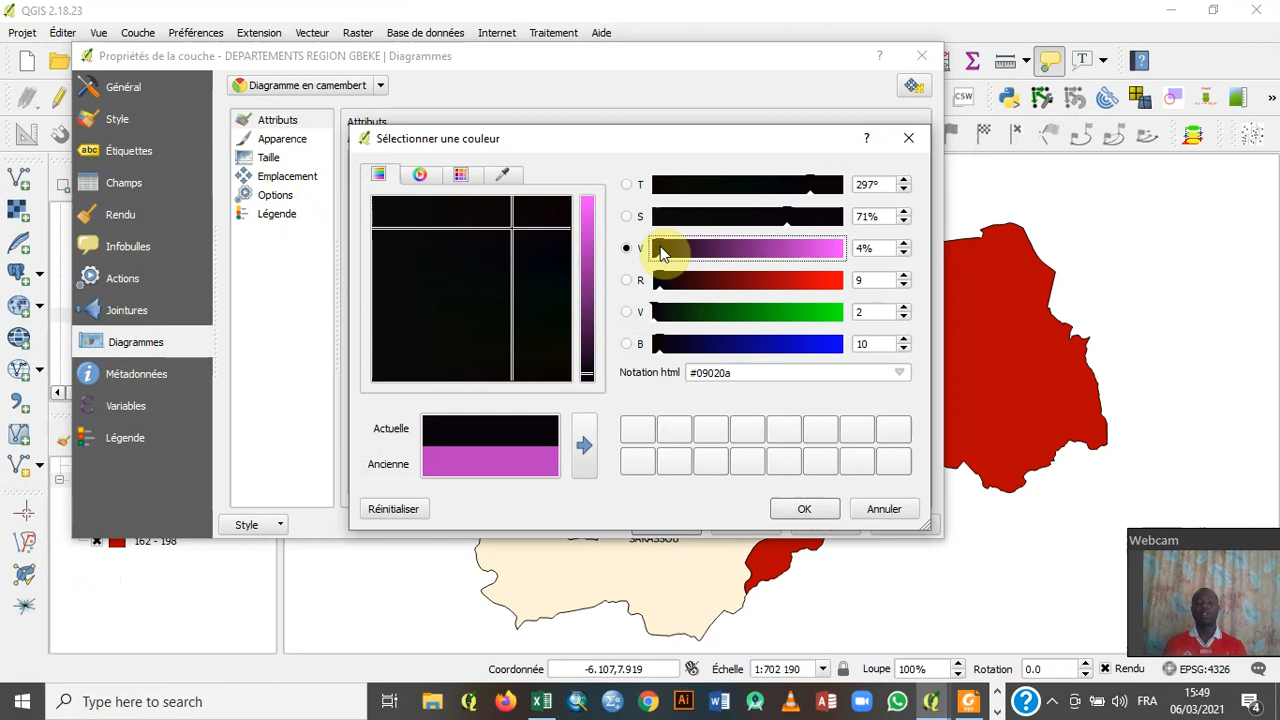 QGIS 2.18.23
Projet Éditer Vue Couche Préférences Extension Vecteur Raster Base de données Internet Traitement Aide
Propriétés de la couche - DEPARTEMENTS REGION GBEKE | Diagrammes
Général
Style
abc Étiquettes
Champs
Rendu
Infobulles
Actions
Jointures
Diagrammes
Métadonnées
Variables
Légende
Diagramme en camembert
Attributs
Apparence
Taille
Emplacement
Options
Légende
Attributs
CSW
Sélectionner une couleur
T 297°
S 71%
V 4%
R 9
V 2
B 10
Notation html #09020a
Actuelle
Ancienne
Réinitialiser
OK Annuler
Style
162 - 198
SAKASSOU
Webcam
Coordonnée -6.107,7.919 Échelle 1:702 190 Loupe 100% Rotation 0.0 Rendu EPSG:4326
Type here to search
FRA
15:49
06/03/2021